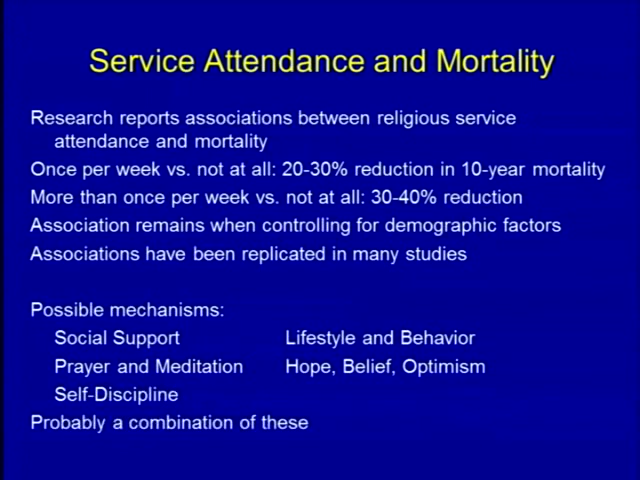 Service Attendance and Mortality
Research reports associations between religious service
attendance and mortality
Once per week vs. not at all: 20-30% reduction in 10-year mortality
More than once per week vs. not at all: 30-40% reduction
Association remains when controlling for demographic factors
Associations have been replicated in many studies
Possible mechanisms:
Social Support Lifestyle and Behavior
Prayer and Meditation Hope, Belief, Optimism
Self-Discipline
Probably a combination of these